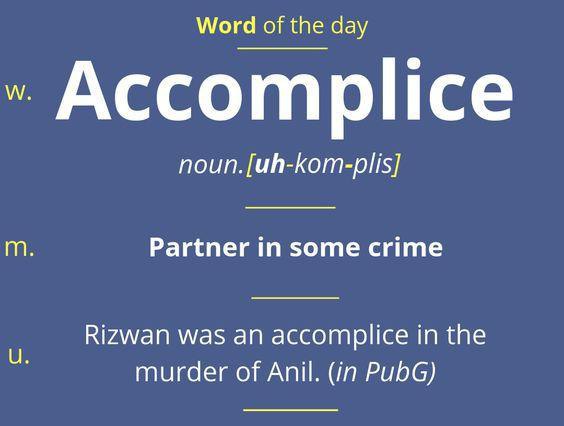 Word of the day
w.
Accomplice
noun.[uh-kom-plis]
m.
Partner in some crime
u.
Rizwan was an accomplice in the
murder of Anil. (in PubG)